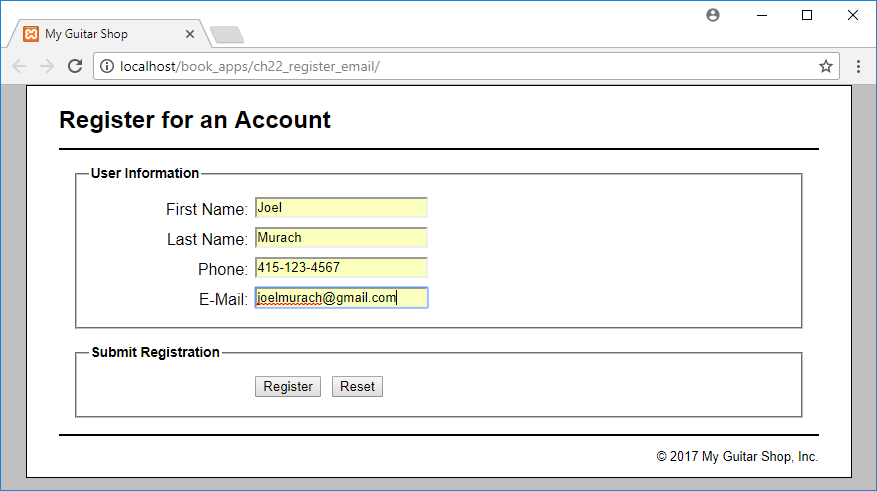 My Guitar Shop
localhost/book_apps/ch22_register_email/
Register for an Account
User Information
First Name: Joel
Last Name: Murach
Phone: 415-123-4567
E-Mail: joelmurach@gmail.com
Submit Registration
Register Reset
© 2017 My Guitar Shop, Inc.